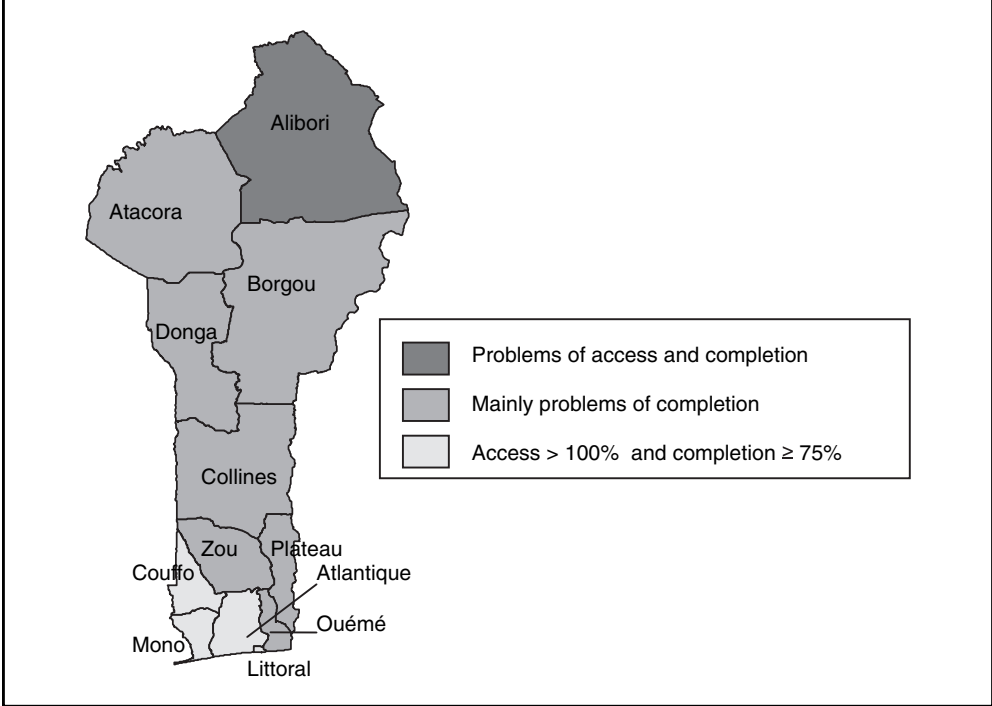 Alibori
Atacora
Borgou
Donga
Problems of access and completion
Mainly problems of completion
Access > 100% and completion ≥ 75%
Collines
Zou
Plateau
Couffo
Atlantique
Ouémé
Mono
Littoral